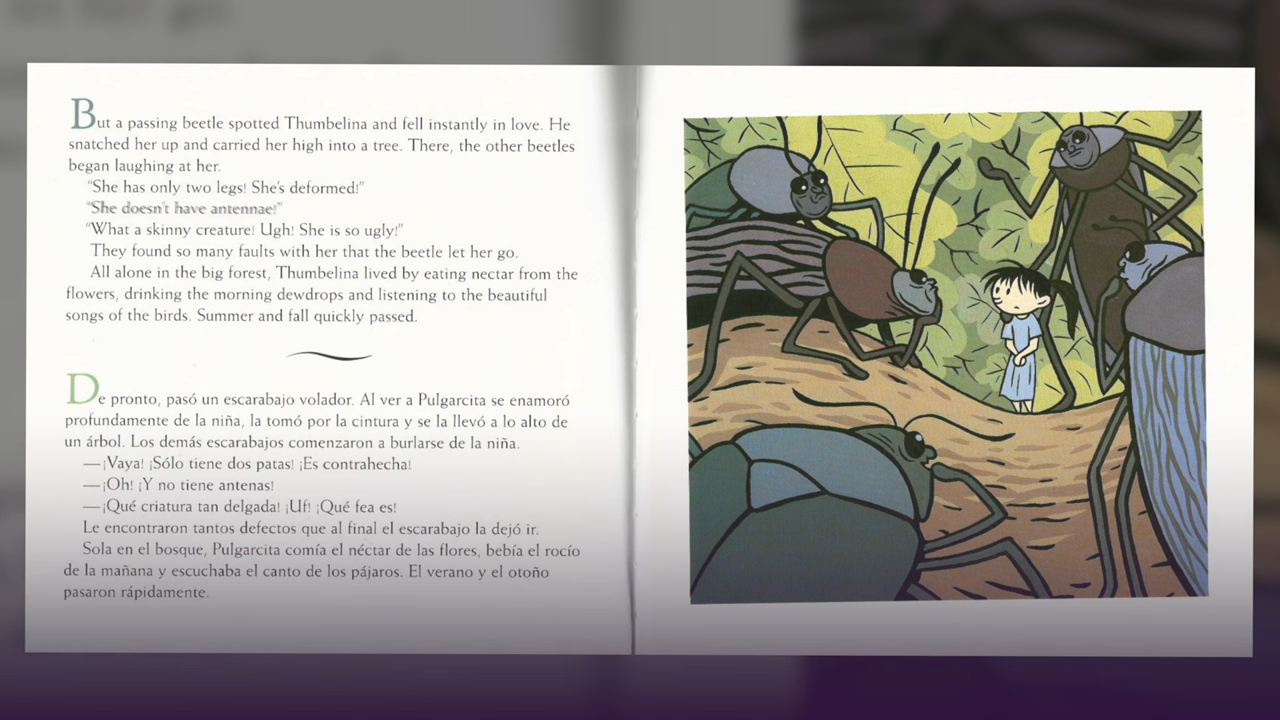 But a passing beetle spotted Thumbelina and fell instantly in love. He
snatched her up and carried her high into a tree. There, the other beetles
began laughing at her.
"She has only two legs! She's deformed!"
"She doesn't have antennae!"
"What a skinny creature! Ugh! She is so ugly!"
They found so many faults with her that the beetle let her go.
All alone in the big forest, Thumbelina lived by eating nectar from the
flowers, drinking the morning dewdrops and listening to the beautiful
songs of the birds. Summer and fall quickly passed.
De pronto, pasó un escarabajo volador. Al ver a Pulgarcita se enamoró
profundamente de la niña, la tomó por la cintura y se la llevó a lo alto de
un árbol. Los demás escarabajos comenzaron a burlarse de la niña.
—¡Vaya! ¡Sólo tiene dos patas! ¡Es contrahecha!
—¡Oh! ¡Y no tiene antenas!
—¡Qué criatura tan delgada! ¡Uf! ¡Qué fea es!
Le encontraron tantos defectos que al final el escarabajo la dejó ir.
Sola en el bosque, Pulgarcita comía el néctar de las flores, bebía el rocío
de la mañana y escuchaba el canto de los pájaros. El verano y el otoño
pasaron rápidamente.